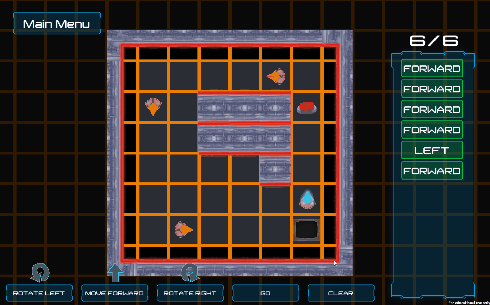 Main Menu
6/6
FORWARD
FORWARD
FORWARD
FORWARD
LEFT
FORWARD
ROTATE LEFT
MOVE FORWARD
ROTATE RIGHT
GO
CLEAR